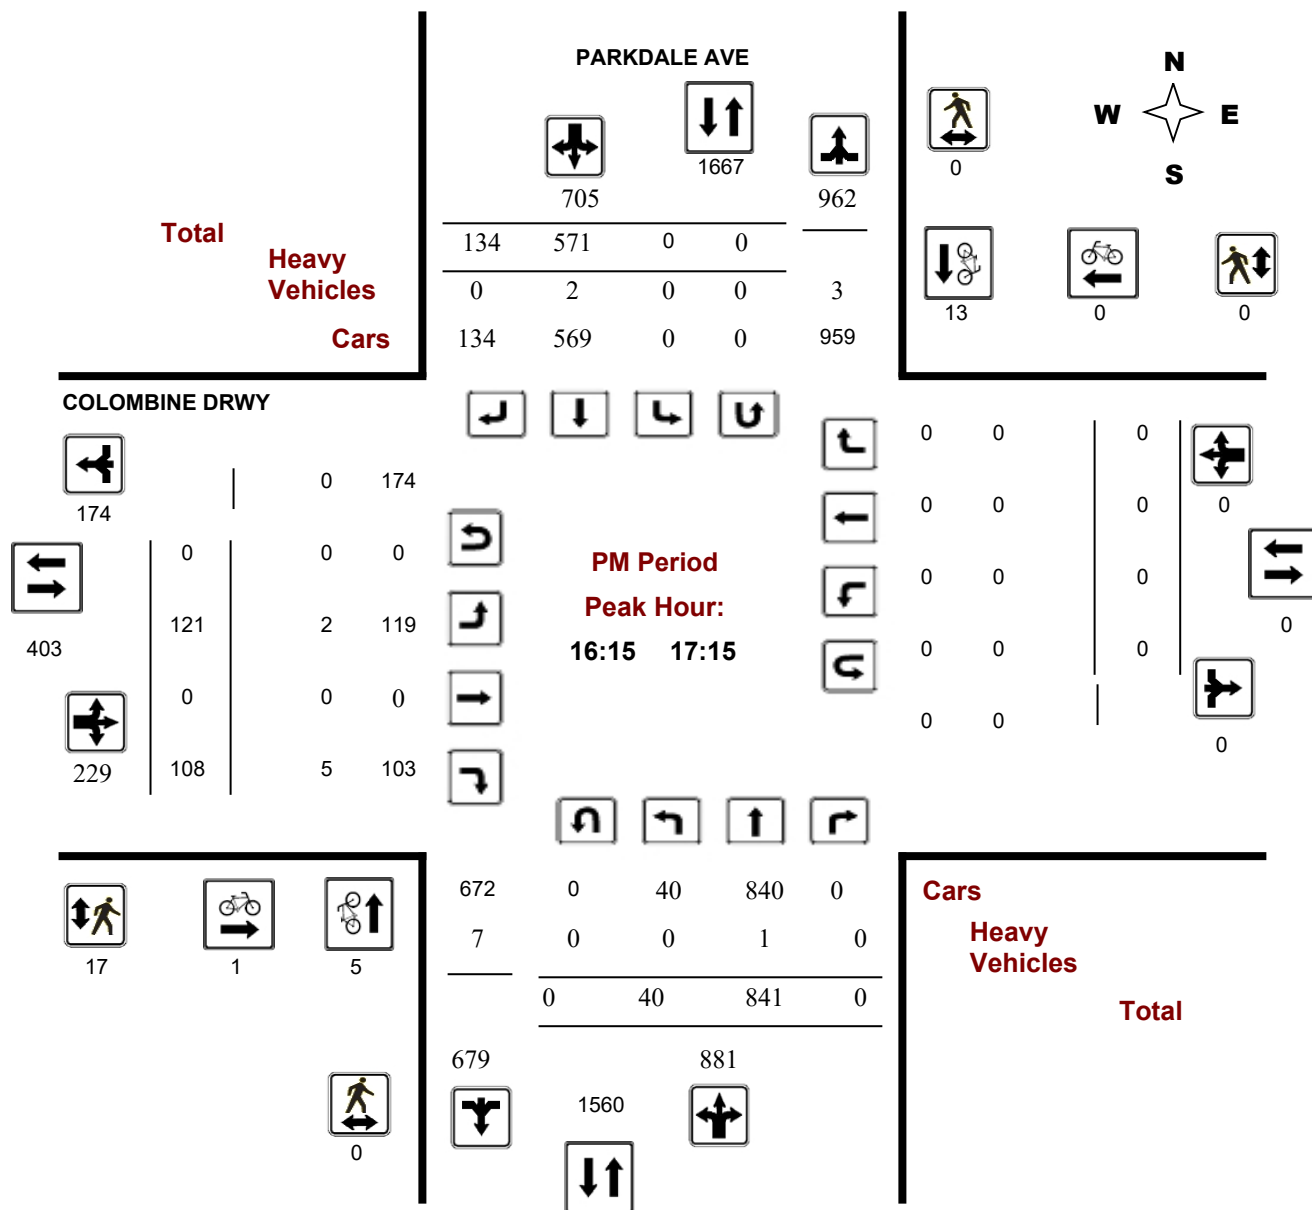 PARKDALE AVE
N
W E
S
1667
0
705 962
Total 134 571 0 0
Heavy
Vehicles 0 2 0 0 3
13 0 0
Cars 134 569 0 0 959
COLOMBINE DRWY
0 0 0
0 174
174
0 0 0 0
0 0 0
PM Period
0 0 0
Peak Hour:
121 2 119
0
403
16:15 17:15
0 0 0
0 0 0
0 0
0
229 108 5 103
672 0 40 840 0
Cars
7 0 0 1 0
Heavy
Vehicles
17 1 5
0 40 841 0
Total
679 881
1560
0